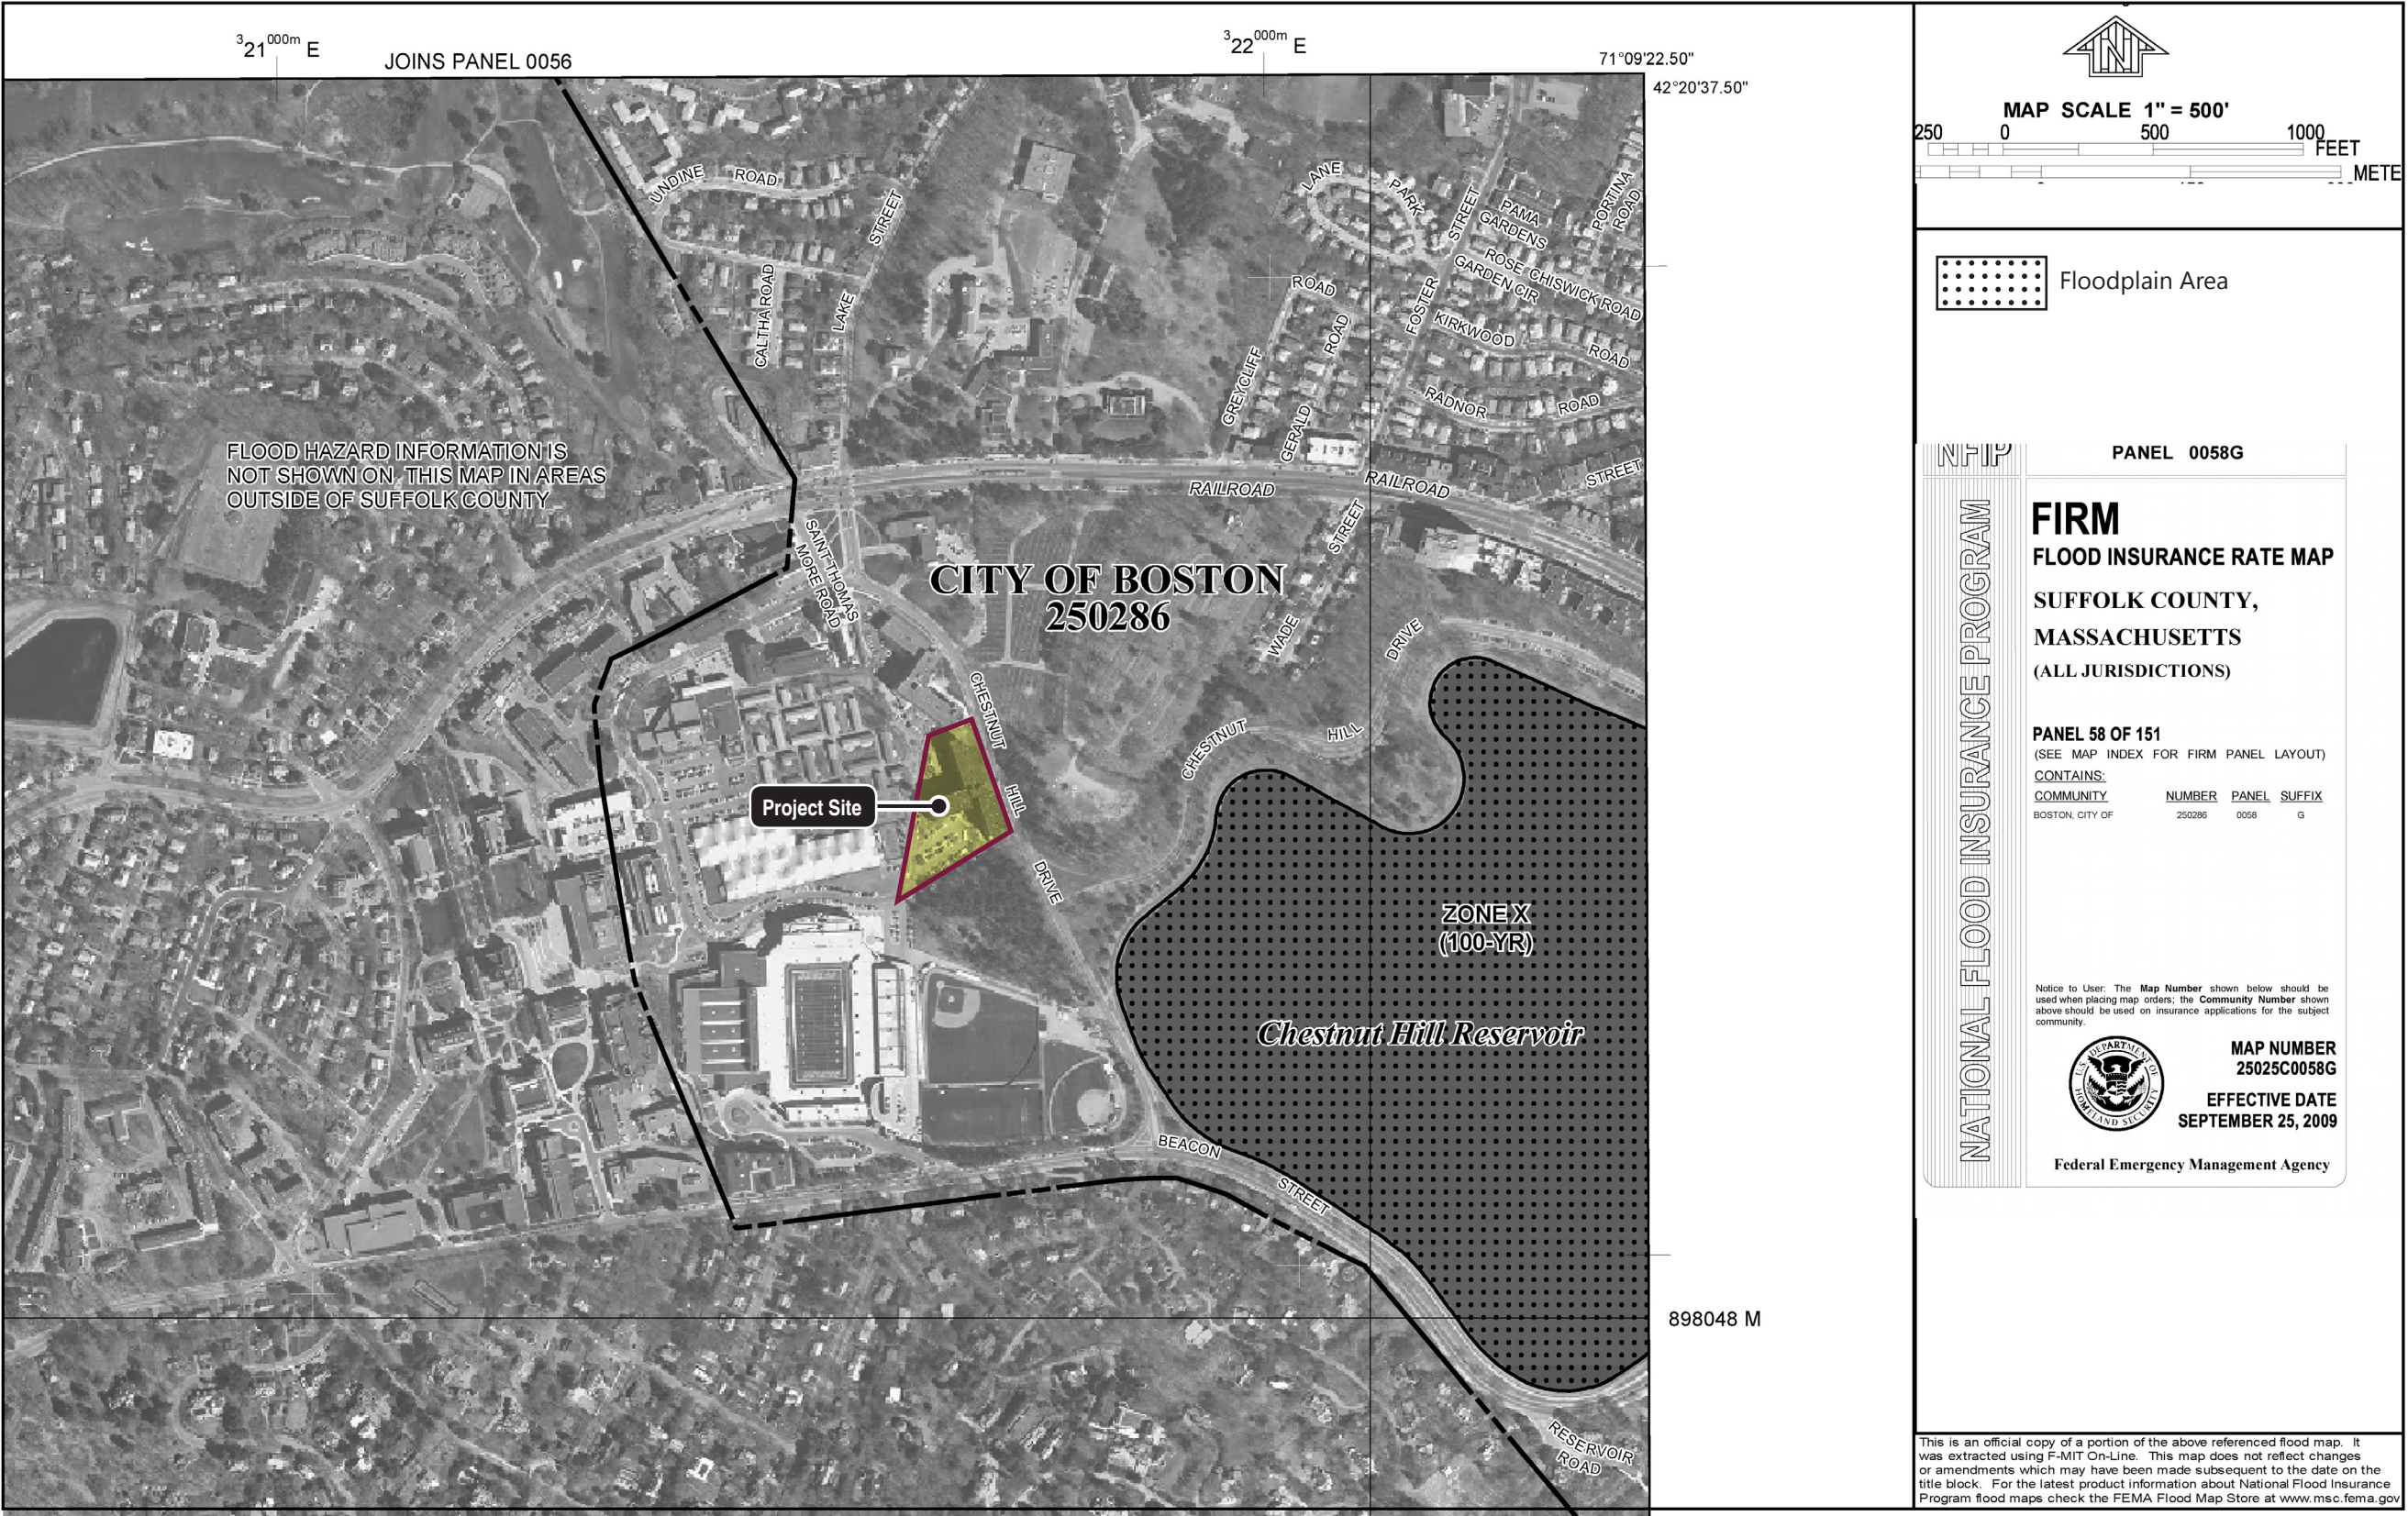 321000m E
JOINS PANEL 0056
322000m E
71°09'22.50"
42°20'37.50"
UNDINE ROAD
STREET
LAKE
CALTHA ROAD
LANE
PARK
STREET
FOSTER
PAMA
GARDENS
PORTINA
ROAD
ROSE
GARDEN CIR
CHISWICK ROAD
KIRKWOOD
ROAD
ROAD
ROAD
GREYCLIFF
GERALD
RADNOR
ROAD
STREET
FLOOD HAZARD INFORMATION IS
NOT SHOWN ON THIS MAP IN AREAS
OUTSIDE OF SUFFOLK COUNTY
RAILROAD
RAILROAD
SAINT THOMAS
MORE ROAD
CITY OF BOSTON
250286
STREET
WADE
DRIVE
HILL
CHESTNUT
CHESTNUT
HILL
DRIVE
Project Site
ZONE X
(100-YR)
Chestnut Hill Reservoir
BEACON
STREET
898048 M
RESERVOIR
ROAD
N
MAP SCALE 1" = 500'
250 0 500 1000
FEET
METE
Floodplain Area
NFIP
PANEL 0058G
NATIONAL FLOOD INSURANCE PROGRAM
FIRM
FLOOD INSURANCE RATE MAP
SUFFOLK COUNTY,
MASSACHUSETTS
(ALL JURISDICTIONS)
PANEL 58 OF 151
(SEE MAP INDEX FOR FIRM PANEL LAYOUT)
CONTAINS:
COMMUNITY NUMBER PANEL SUFFIX
BOSTON, CITY OF 250286 0058 G
Notice to User: The Map Number shown below should be
used when placing map orders; the Community Number shown
above should be used on insurance applications for the subject
community.
U.S. DEPARTMENT OF
HOMELAND SECURITY
MAP NUMBER
25025C0058G
EFFECTIVE DATE
SEPTEMBER 25, 2009
Federal Emergency Management Agency
This is an official copy of a portion of the above referenced flood map. It
was extracted using F-MIT On-Line. This map does not reflect changes
or amendments which may have been made subsequent to the date on the
title block. For the latest product information about National Flood Insurance
Program flood maps check the FEMA Flood Map Store at www.msc.fema.gov